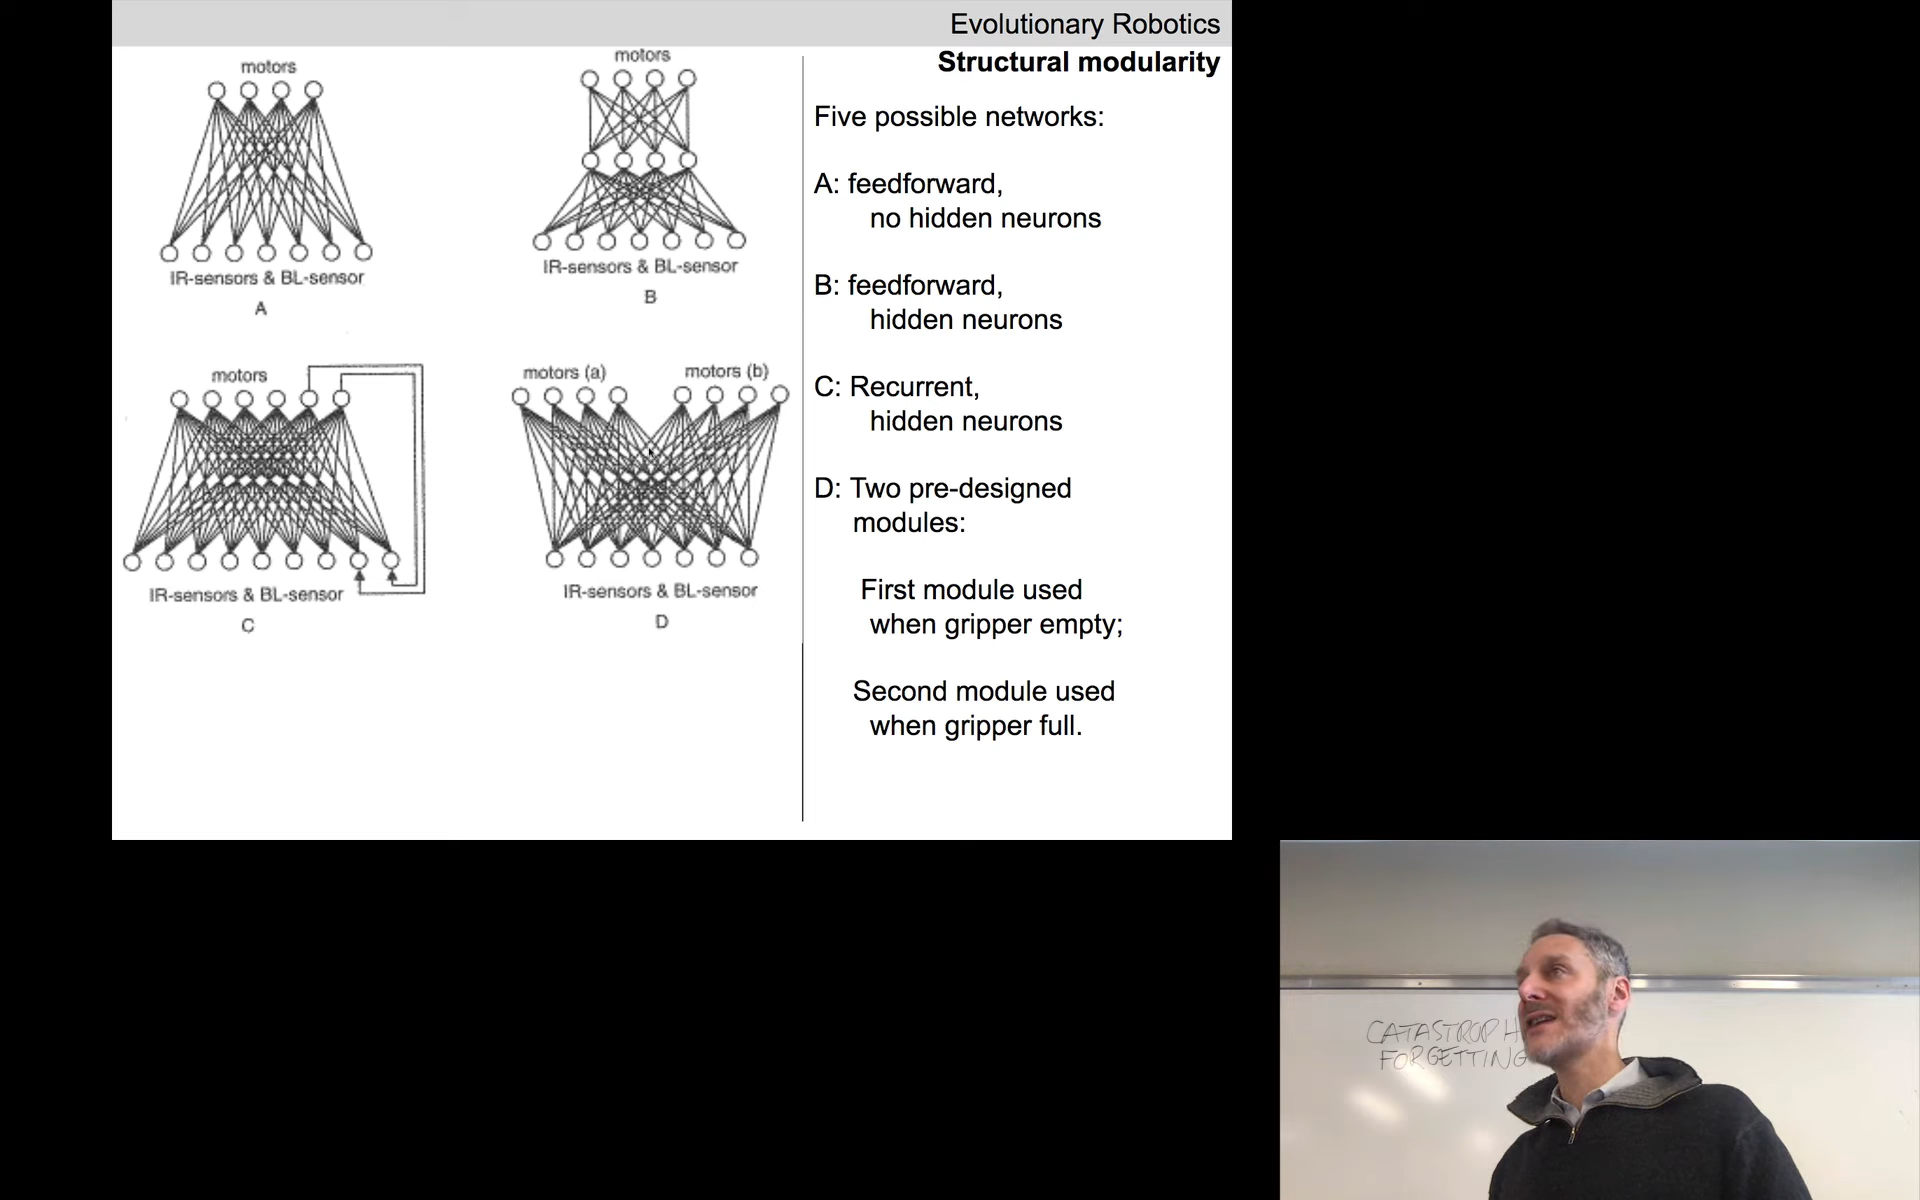 Evolutionary Robotics
Structural modularity
motors
IR-sensors & BL-sensor
A
motors
IR-sensors & BL-sensor
B
motors
IR-sensors & BL-sensor
C
motors (a)
motors (b)
IR-sensors & BL-sensor
D
Five possible networks:
A: feedforward,
no hidden neurons
B: feedforward,
hidden neurons
C: Recurrent,
hidden neurons
D: Two pre-designed
modules:
First module used
when gripper empty;
Second module used
when gripper full.
CATASTROPH
FORGETTING